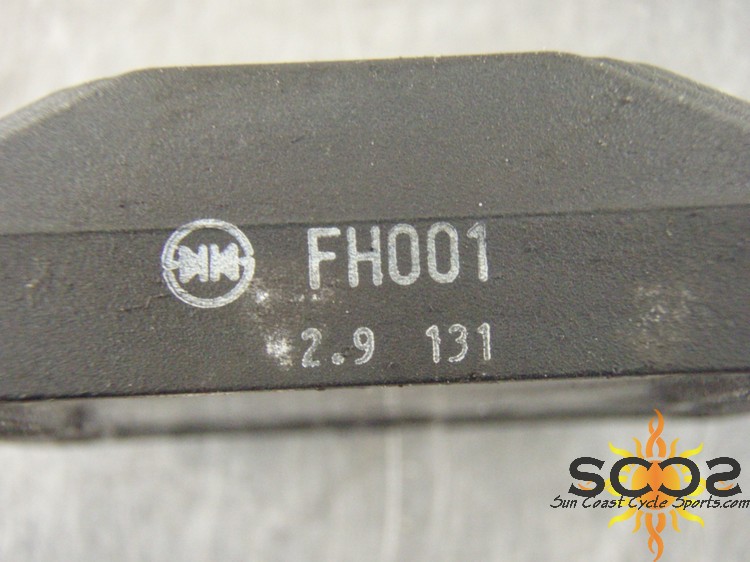 FH001
2.9 131
SCCS
Sun Coast Cycle Sports.com